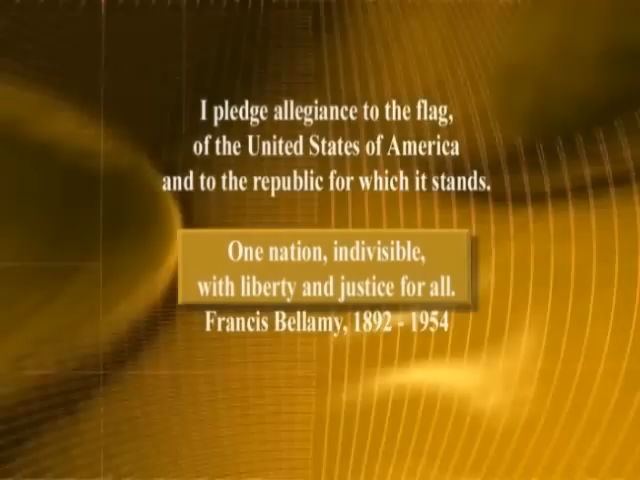 I pledge allegiance to the flag,
of the United States of America
and to the republic for which it stands.
One nation, indivisible,
with liberty and justice for all.
Francis Bellamy, 1892 - 1954